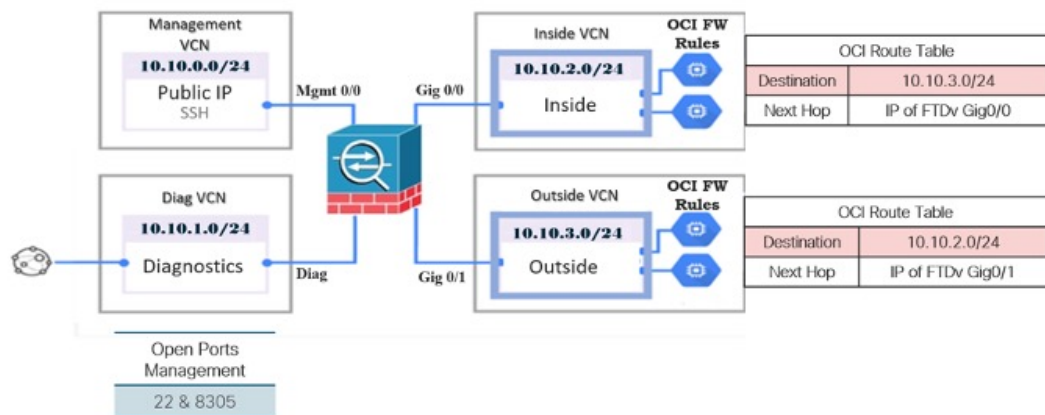 Management
VCN
10.10.0.0/24
Public IP
SSH
Mgmt 0/0
Gig 0/0
Inside VCN
10.10.2.0/24
Inside
OCI FW
Rules
OCI Route Table
Destination 10.10.3.0/24
Next Hop IP of FTDv Gig0/0
Diag VCN
10.10.1.0/24
Diagnostics
Diag
Gig 0/1
Outside VCN
10.10.3.0/24
Outside
OCI FW
Rules
OCI Route Table
Destination 10.10.2.0/24
Next Hop IP of FTDv Gig0/1
Open Ports
Management
22 & 8305